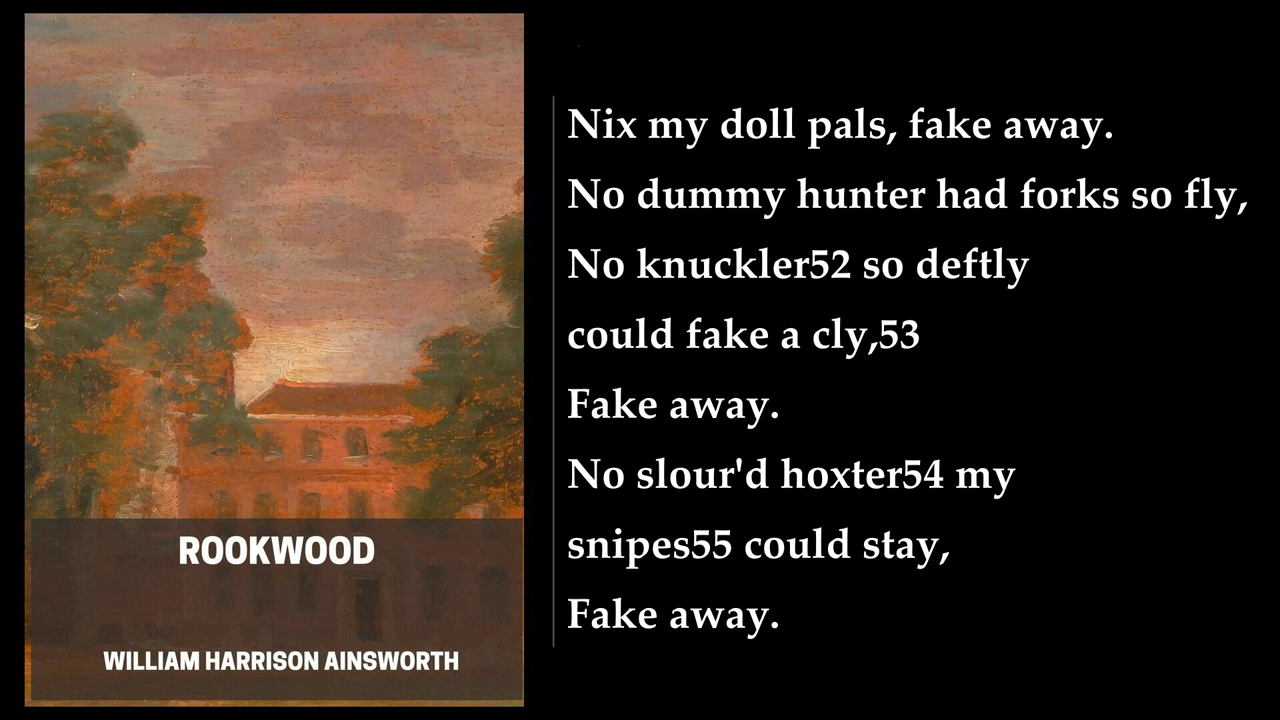 ROOKWOOD
WILLIAM HARRISON AINSWORTH
Nix my doll pals, fake away.
No dummy hunter had forks so fly,
No knuckler52 so deftly
could fake a cly,53
Fake away.
No slour'd hoxter54 my
snipes55 could stay,
Fake away.